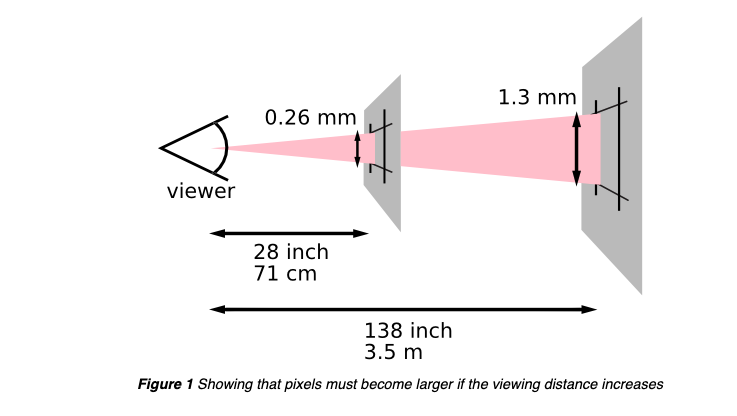 1.3 mm
0.26 mm
viewer
28 inch
71 cm
138 inch
3.5 m
Figure 1 Showing that pixels must become larger if the viewing distance increases